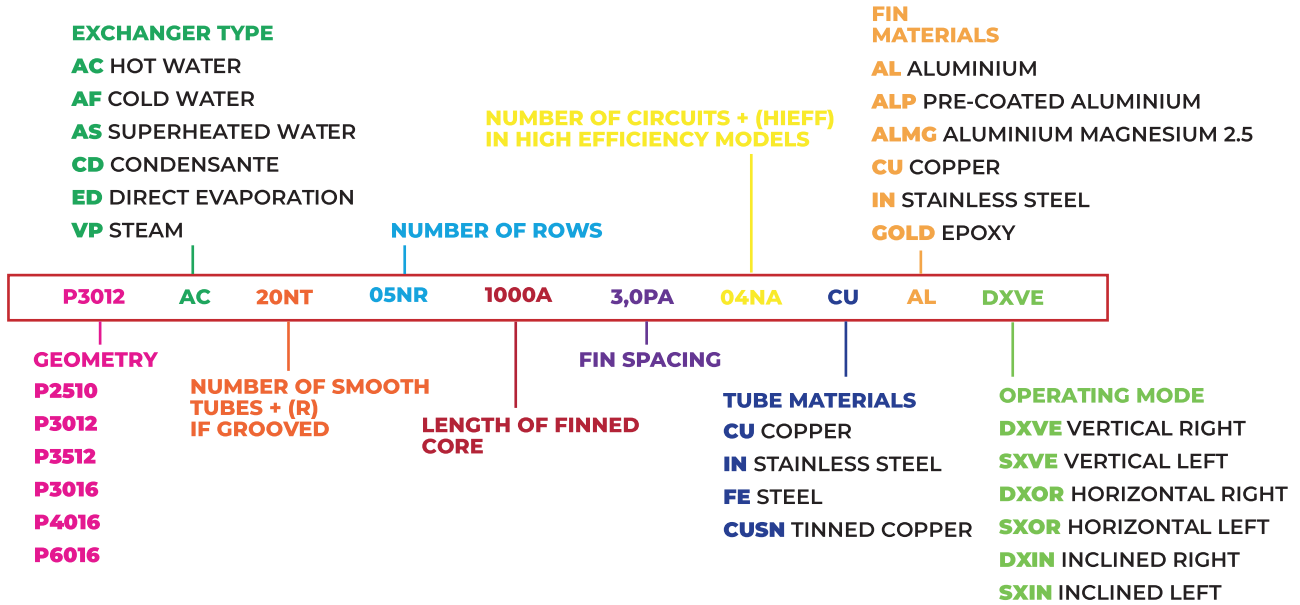 EXCHANGER TYPE
AC HOT WATER
AF COLD WATER
AS SUPERHEATED WATER
CD CONDENSANTE
ED DIRECT EVAPORATION
VP STEAM
NUMBER OF ROWS
NUMBER OF CIRCUITS + (HIEFF)
IN HIGH EFFICIENCY MODELS
FIN
MATERIALS
AL ALUMINIUM
ALP PRE-COATED ALUMINIUM
ALMG ALUMINIUM MAGNESIUM 2.5
CU COPPER
IN STAINLESS STEEL
GOLD EPOXY
P3012 AC 20NT 05NR 1000A 3,0PA 04NA CU AL DXVE
GEOMETRY
P2510
P3012
P3512
P3016
P4016
P6016
NUMBER OF SMOOTH
TUBES + (R)
IF GROOVED
LENGTH OF FINNED
CORE
FIN SPACING
TUBE MATERIALS
CU COPPER
IN STAINLESS STEEL
FE STEEL
CUSN TINNED COPPER
OPERATING MODE
DXVE VERTICAL RIGHT
SXVE VERTICAL LEFT
DXOR HORIZONTAL RIGHT
SXOR HORIZONTAL LEFT
DXIN INCLINED RIGHT
SXIN INCLINED LEFT